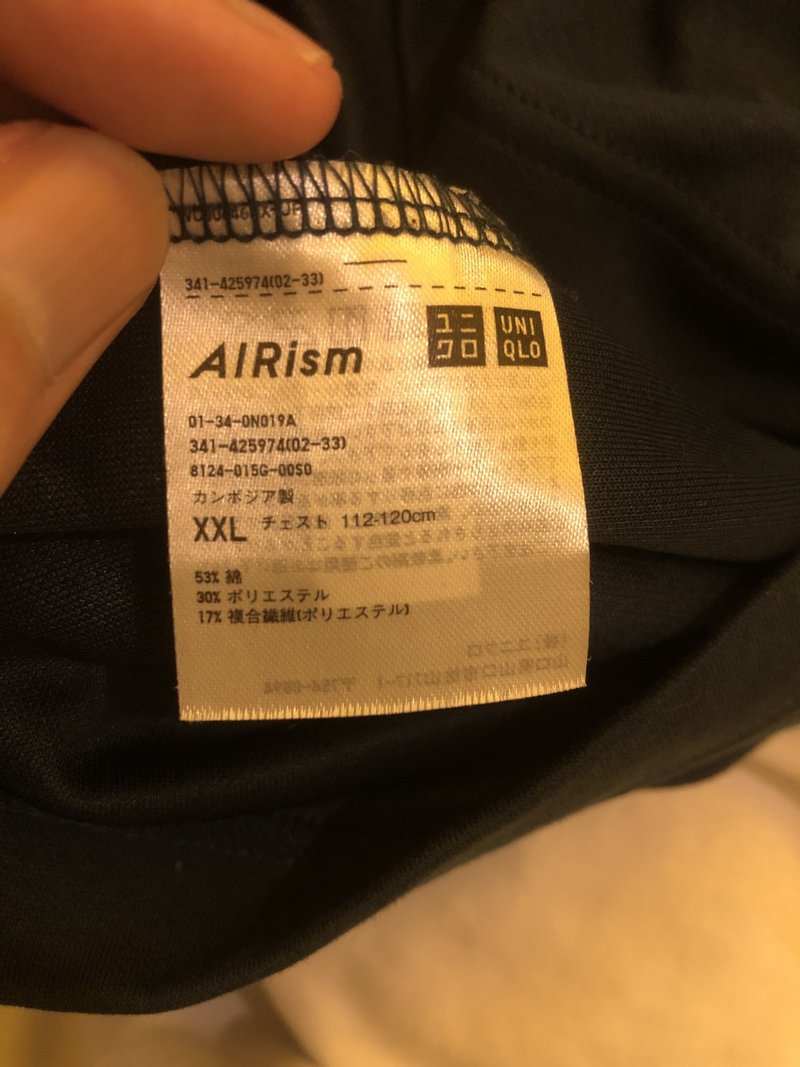 341-425974(02-33)
AIRism
ユニ
クロ
UNI
QLO
01-34-0N019A
341-425974(02-33)
8124-015G-00S0
カンボジア製
XXL チェスト 112-120cm
53% 綿
30% ポリエステル
17% 複合繊維(ポリエステル)